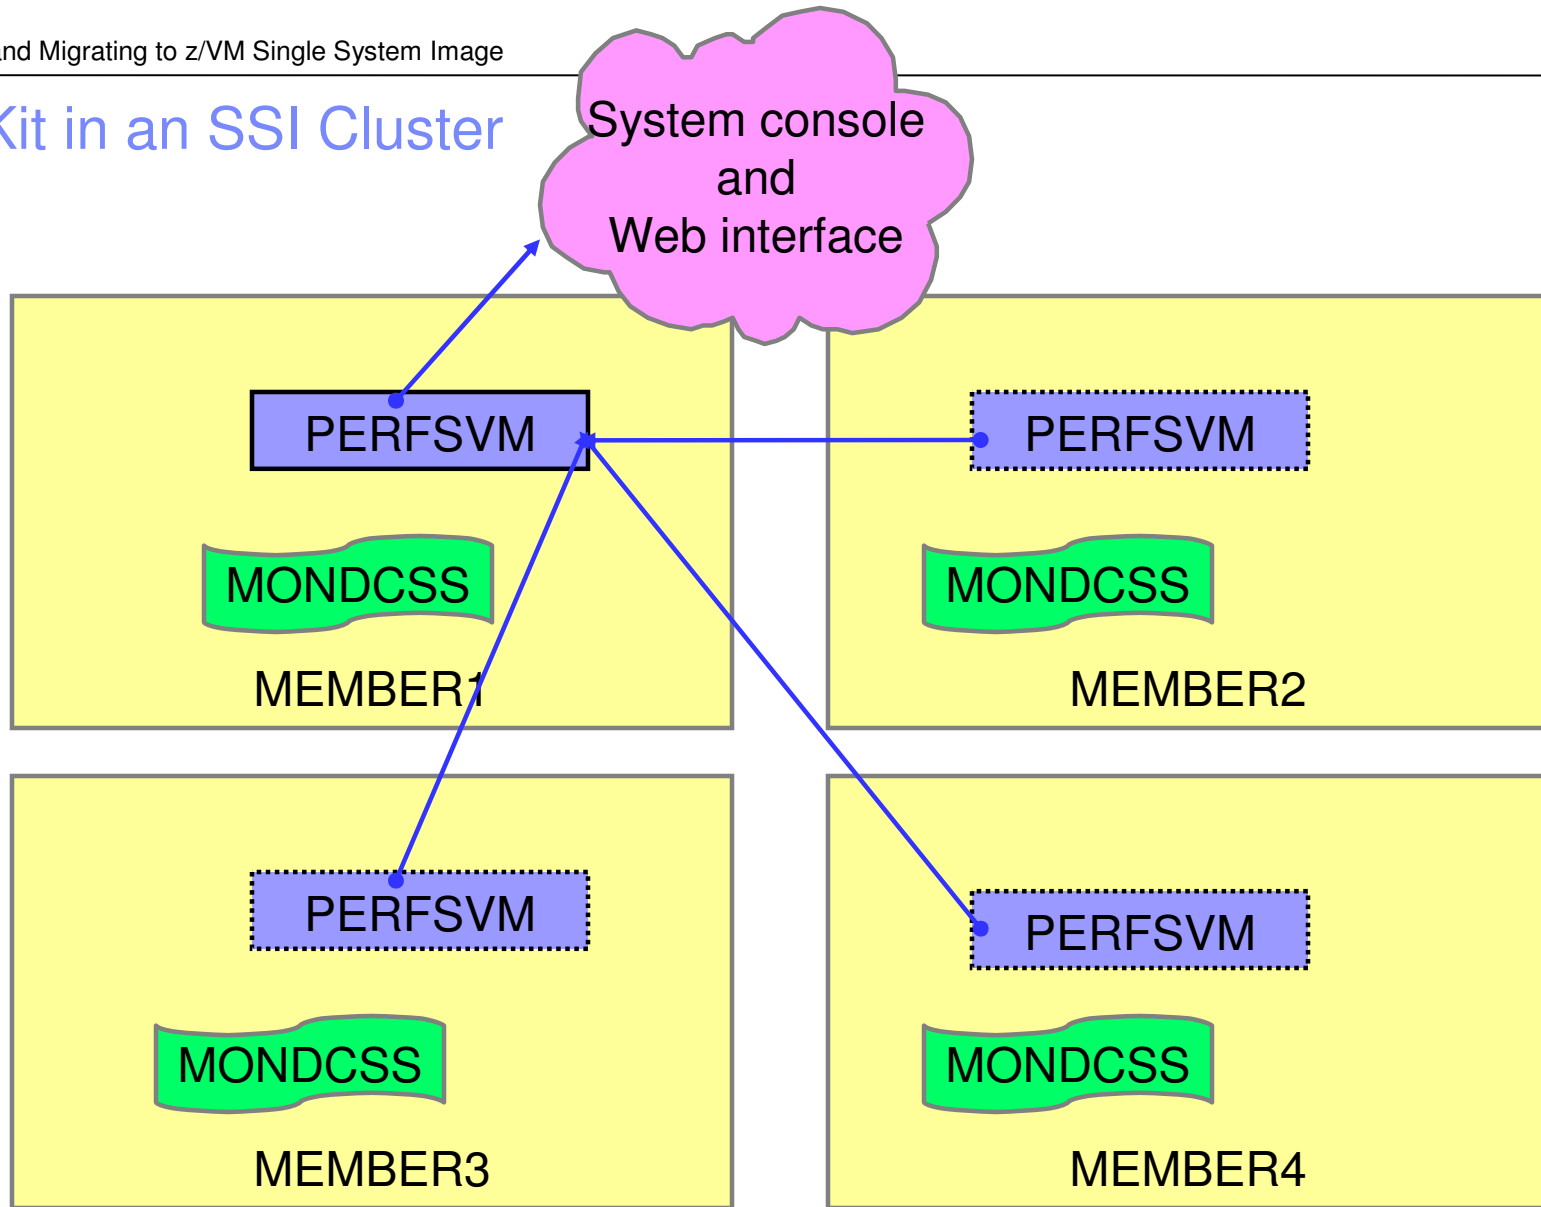 and Migrating to z/VM Single System Image
Kit in an SSI Cluster
System console
and
Web interface
PERFSVM
PERFSVM
MONDCSS
MONDCSS
MEMBER1
MEMBER2
PERFSVM
PERFSVM
MONDCSS
MONDCSS
MEMBER3
MEMBER4